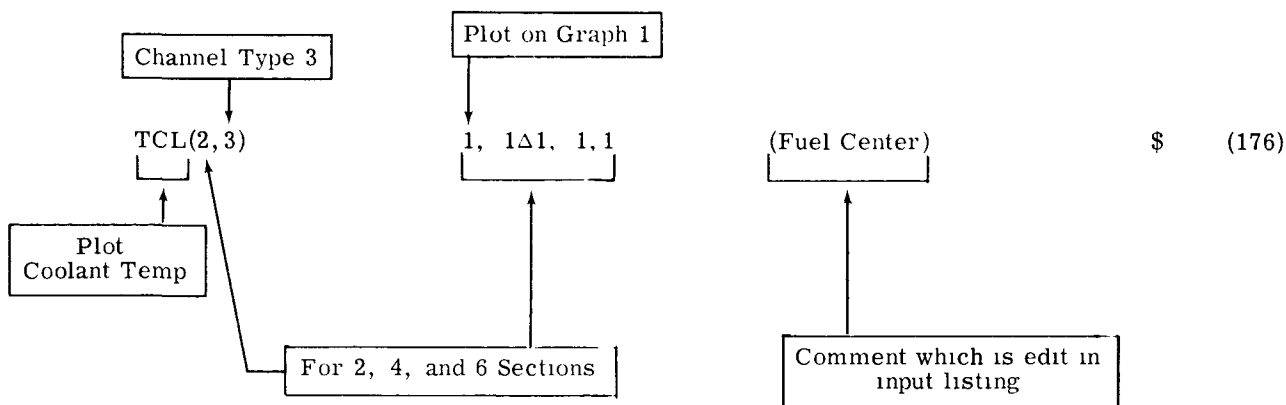 Channel Type 3
Plot on Graph 1
TCL(2,3) 1, 1Δ1, 1,1 (Fuel Center) $ (176)
Plot
Coolant Temp
For 2, 4, and 6 Sections
Comment which is edit in
input listing